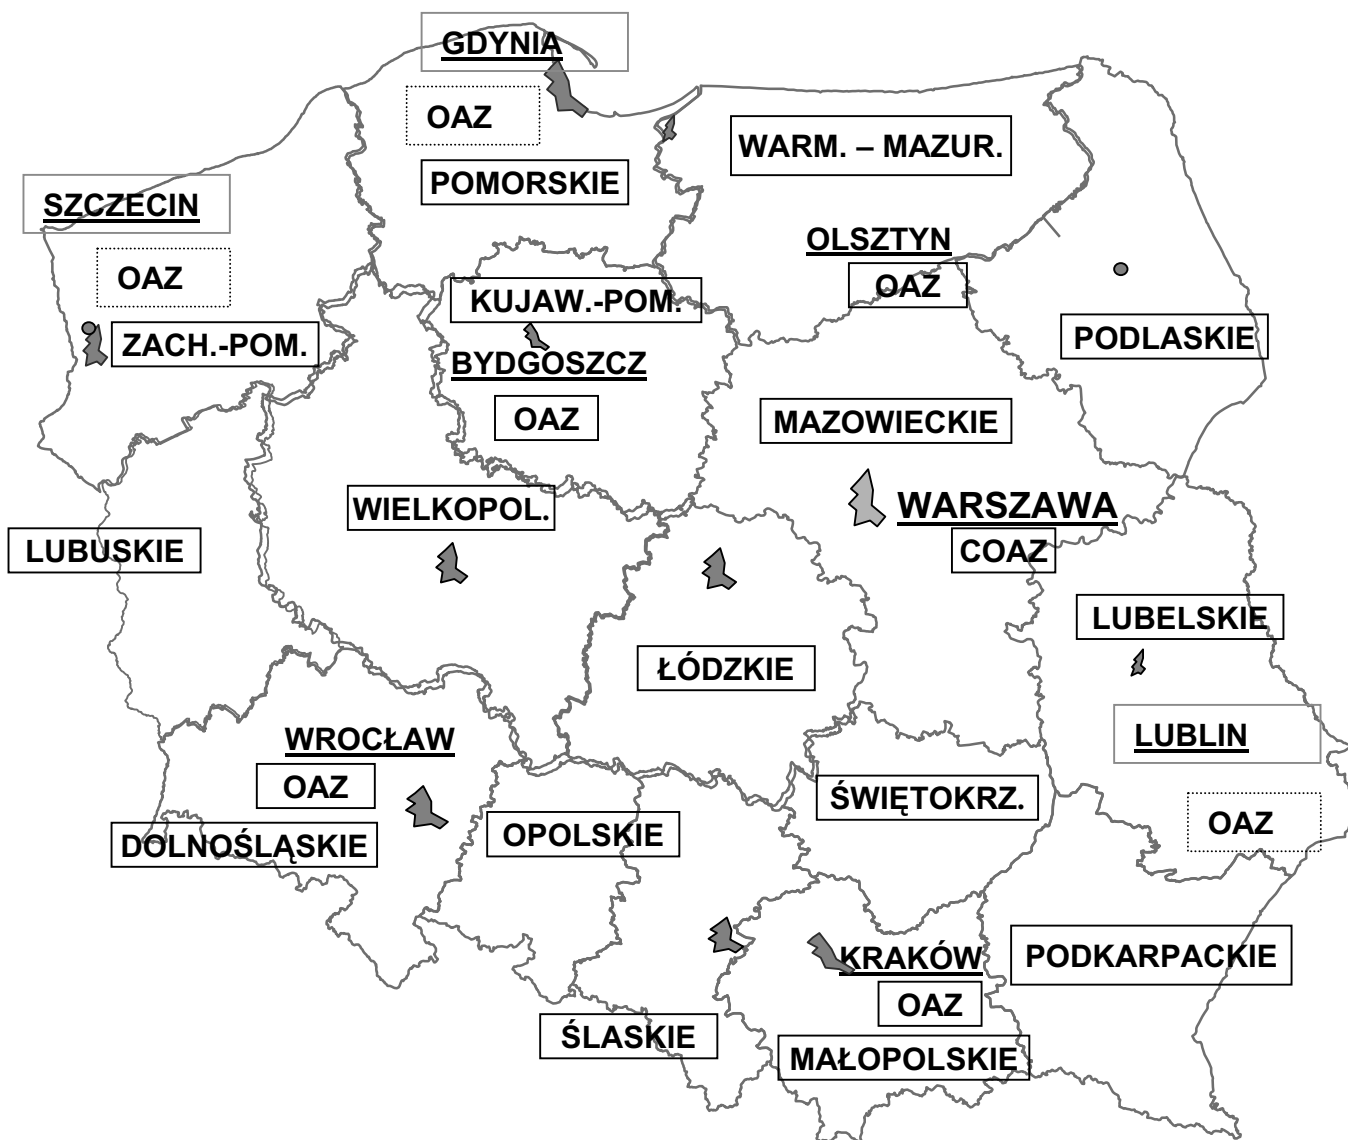 GDYNIA
OAZ
POMORSKIE
WARM. – MAZUR.
SZCZECIN
OAZ
ZACH.-POM.
OLSZTYN
OAZ
KUJAW.-POM.
BYDGOSZCZ
OAZ
PODLASKIE
MAZOWIECKIE
WARSZAWA
COAZ
WIELKOPOL.
LUBUSKIE
LUBELSKIE
LUBLIN
OAZ
ŁÓDZKIE
WROCŁAW
OAZ
DOLNOŚLĄSKIE
OPOLSKIE
ŚWIĘTOKRZ.
KRAKÓW
OAZ
MAŁOPOLSKIE
PODKARPACKIE
ŚLASKIE